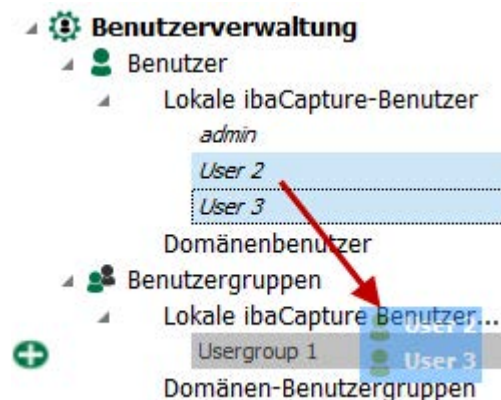 Benutzerverwaltung
Benutzer
Lokale ibaCapture-Benutzer
admin
User 2
User 3
Domänenbenutzer
Benutzergruppen
Lokale ibaCapture Benutzer...
User 2
Usergroup 1
User 3
Domänen-Benutzergruppen